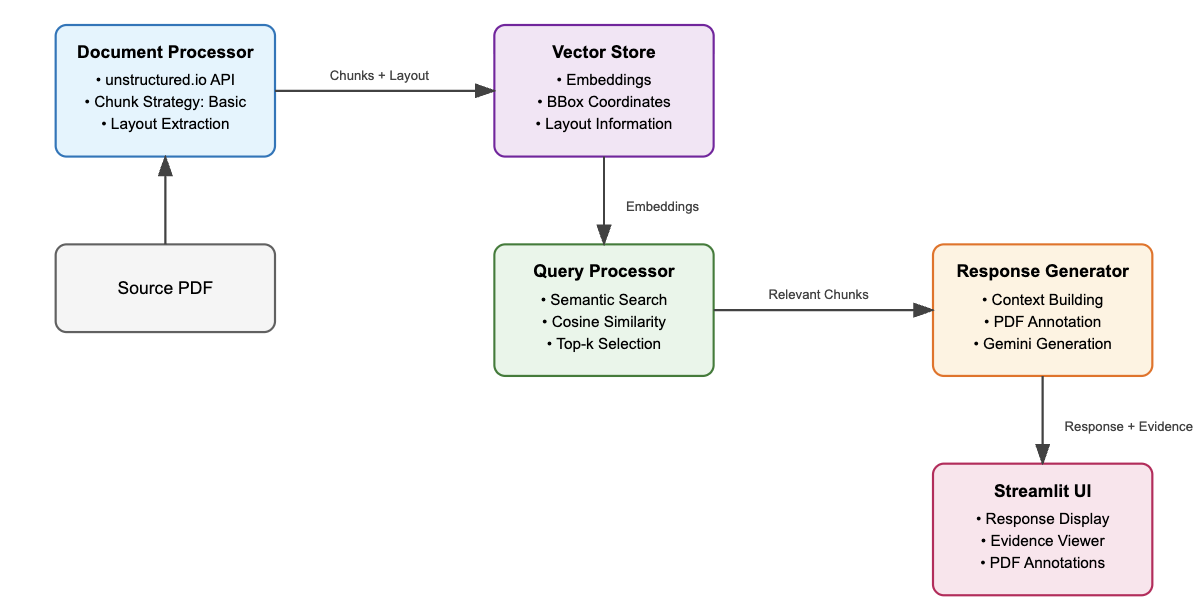 Document Processor
• unstructured.io API
• Chunk Strategy: Basic
• Layout Extraction
Chunks + Layout
Vector Store
• Embeddings
• BBox Coordinates
• Layout Information
Embeddings
Source PDF
Query Processor
• Semantic Search
• Cosine Similarity
• Top-k Selection
Relevant Chunks
Response Generator
• Context Building
• PDF Annotation
• Gemini Generation
Response + Evidence
Streamlit UI
• Response Display
• Evidence Viewer
• PDF Annotations